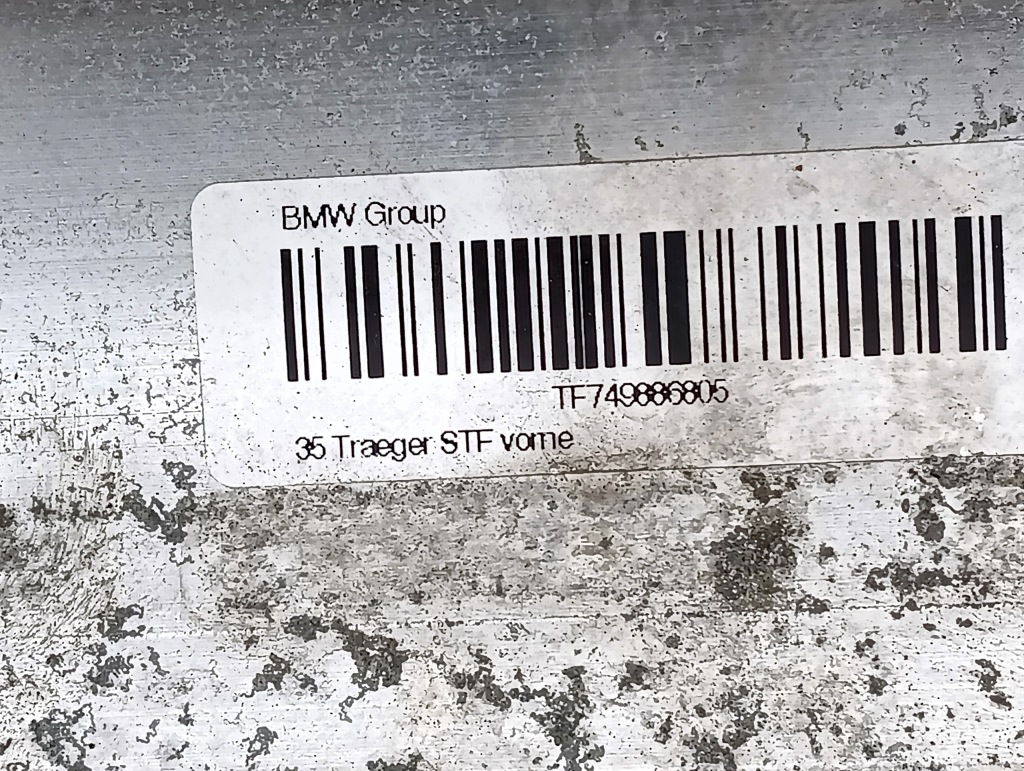 BMW Group
TF749886805
35 Traeger STF vorne